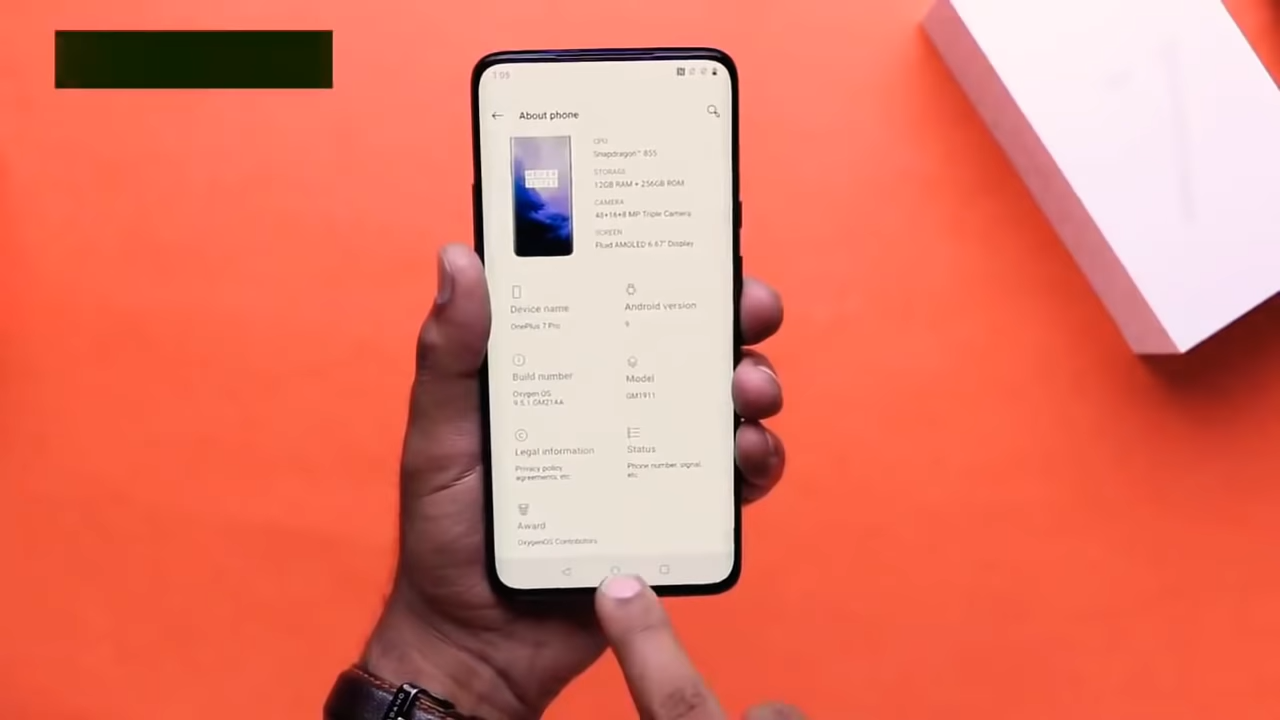 1:09
About phone
CPU
Snapdragon™ 855
STORAGE
12GB RAM + 256GB ROM
CAMERA
48+16+8 MP Triple Camera
SCREEN
Fluid AMOLED 6.67" Display
Device name
OnePlus 7 Pro
Android version
9
Build number
Oxygen OS
9.5.1.GM21AA
Model
GM1911
Legal information
Privacy policy,
agreements, etc
Status
Phone number, signal,
etc
Award
OxygenOS Contributors